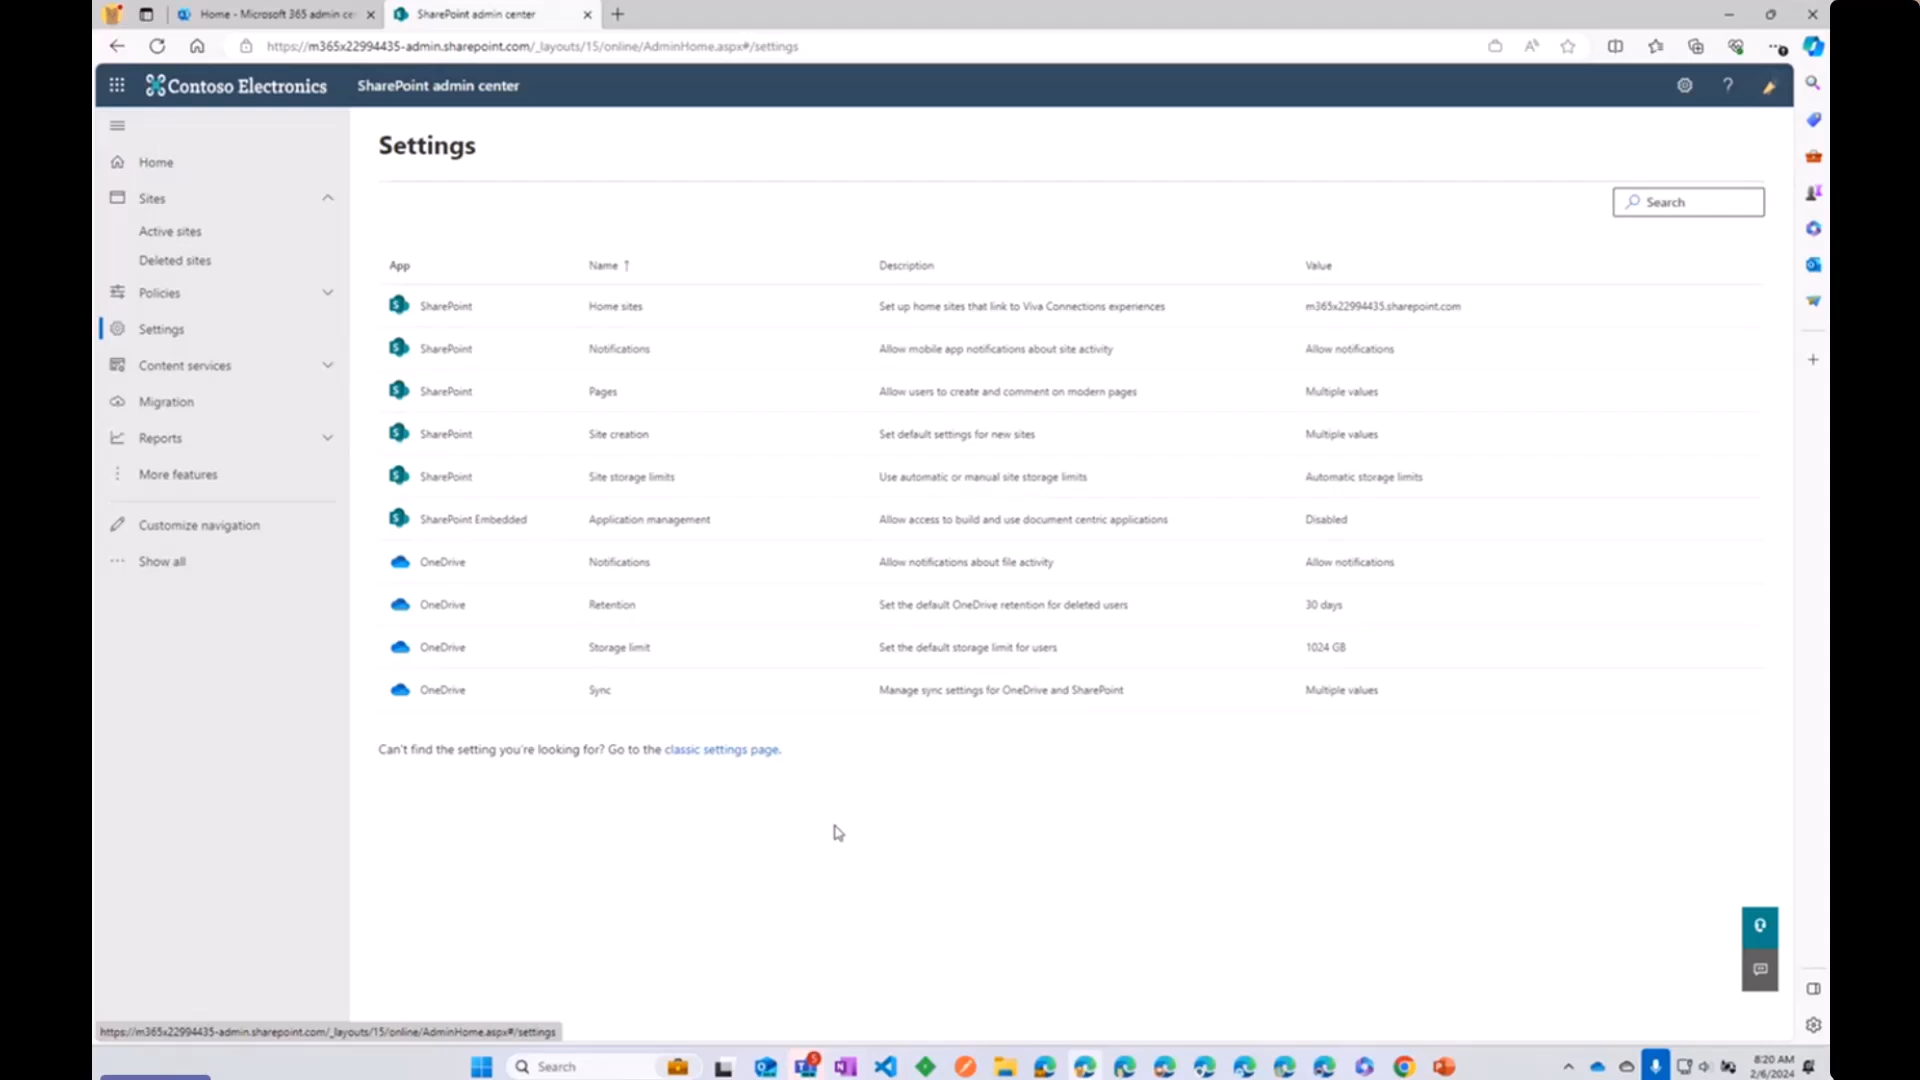 Home - Microsoft 365 admin ce
SharePoint admin center
https://m365x22994435-admin.sharepoint.com/_layouts/15/online/AdminHome.aspx#/settings
Contoso Electronics
SharePoint admin center
Home
Sites
Active sites
Deleted sites
Policies
Settings
Content services
Migration
Reports
More features
Customize navigation
Show all
Settings
Search
App Name ↑ Description Value
SharePoint Home sites Set up home sites that link to Viva Connections experiences m365x22994435.sharepoint.com
SharePoint Notifications Allow mobile app notifications about site activity Allow notifications
SharePoint Pages Allow users to create and comment on modern pages Multiple values
SharePoint Site creation Set default settings for new sites Multiple values
SharePoint Site storage limits Use automatic or manual site storage limits Automatic storage limits
SharePoint Embedded Application management Allow access to build and use document centric applications Disabled
OneDrive Notifications Allow notifications about file activity Allow notifications
OneDrive Retention Set the default OneDrive retention for deleted users 30 days
OneDrive Storage limit Set the default storage limit for users 1024 GB
OneDrive Sync Manage sync settings for OneDrive and SharePoint Multiple values
Can't find the setting you're looking for? Go to the classic settings page.
https://m365x22994435-admin.sharepoint.com/_layouts/15/online/AdminHome.aspx#/settings
Search
5
8:20 AM
2/6/2024